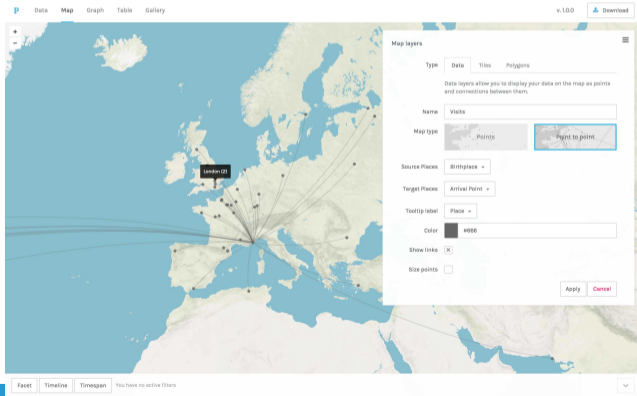 P Data Map Graph Table Gallery v. 1.0.0 Download
+
-
Map layers
Type Data Tiles Polygons
Data layers allow you to display your data on the map as points
and connections between them.
Name Visits
Map type Points Point to point
London (2)
Source Places Birthplace
Target Places Arrival Point
Tooltip label Place
Color #666
Show links x
Size points
Apply Cancel
Facet Timeline Timespan You have no active filters